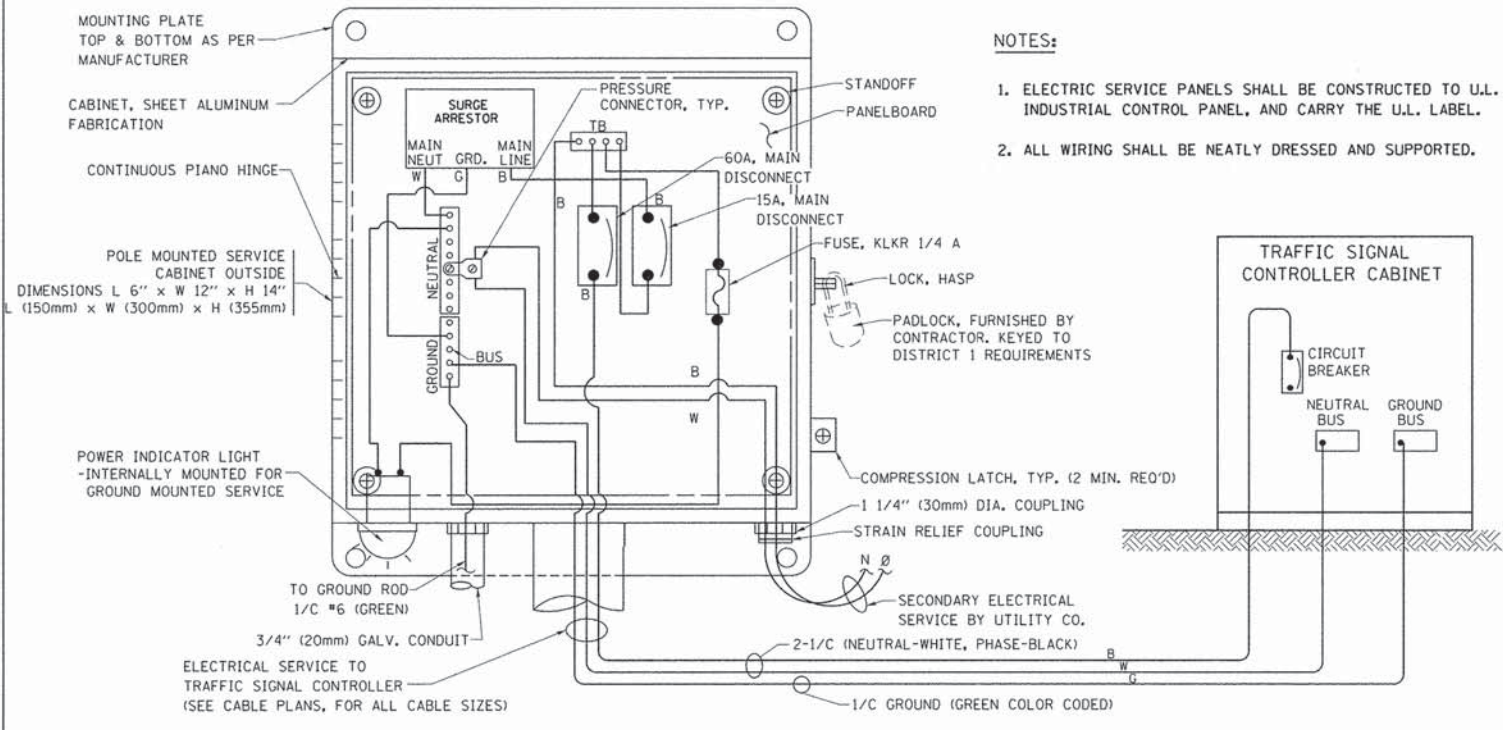 MOUNTING PLATE
TOP & BOTTOM AS PER
MANUFACTURER
CABINET, SHEET ALUMINUM
FABRICATION
CONTINUOUS PIANO HINGE
POLE MOUNTED SERVICE
CABINET OUTSIDE
DIMENSIONS L 6" x W 12" x H 14"
L (150mm) x W (300mm) x H (355mm)
POWER INDICATOR LIGHT
-INTERNALLY MOUNTED FOR
GROUND MOUNTED SERVICE
SURGE
ARRESTOR
MAIN
NEUT
GRD.
MAIN
LINE
W
G
B
PRESSURE
CONNECTOR, TYP.
TB
STANDOFF
PANELBOARD
60A, MAIN
DISCONNECT
B
B
15A, MAIN
DISCONNECT
FUSE, KLKR 1/4 A
NEUTRAL
B
LOCK, HASP
PADLOCK, FURNISHED BY
CONTRACTOR. KEYED TO
DISTRICT 1 REQUIREMENTS
GROUND
BUS
B
W
COMPRESSION LATCH, TYP. (2 MIN. REQ'D)
1 1/4" (30mm) DIA. COUPLING
STRAIN RELIEF COUPLING
N Ø
SECONDARY ELECTRICAL
SERVICE BY UTILITY CO.
TO GROUND ROD
1/C #6 (GREEN)
3/4" (20mm) GALV. CONDUIT
ELECTRICAL SERVICE TO
TRAFFIC SIGNAL CONTROLLER
(SEE CABLE PLANS, FOR ALL CABLE SIZES)
2-1/C (NEUTRAL-WHITE, PHASE-BLACK)
B
W
G
1/C GROUND (GREEN COLOR CODED)
NOTES:
1. ELECTRIC SERVICE PANELS SHALL BE CONSTRUCTED TO U.L.
INDUSTRIAL CONTROL PANEL, AND CARRY THE U.L. LABEL.
2. ALL WIRING SHALL BE NEATLY DRESSED AND SUPPORTED.
TRAFFIC SIGNAL
CONTROLLER CABINET
CIRCUIT
BREAKER
NEUTRAL
BUS
GROUND
BUS